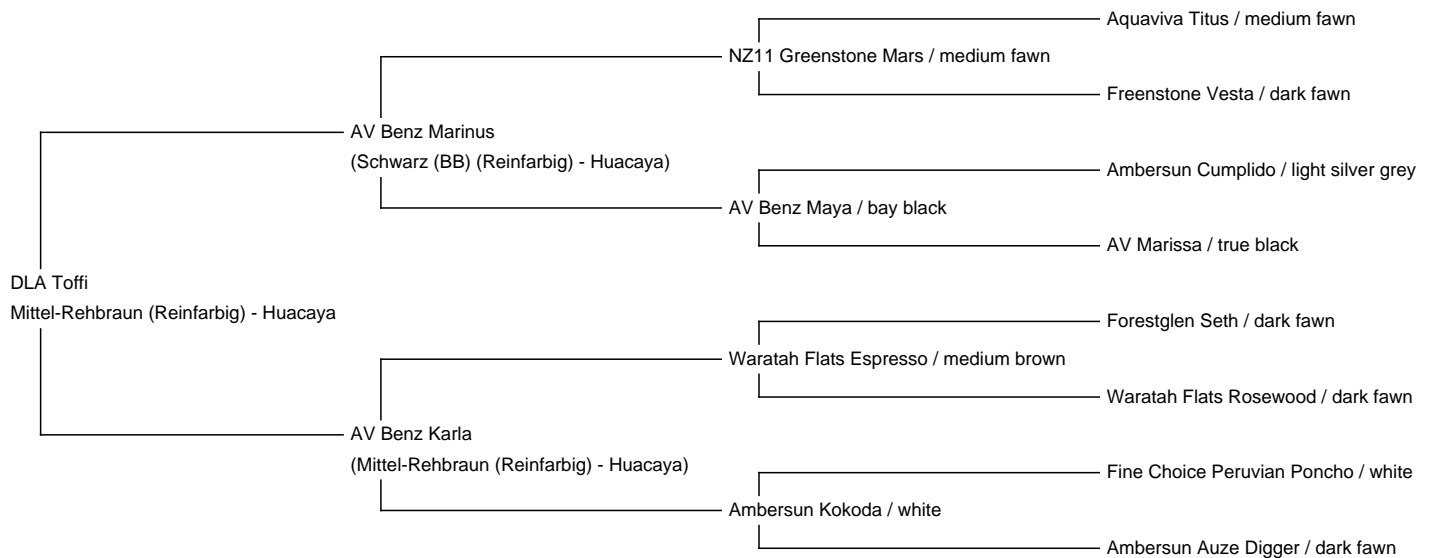 Aquaviva Titus / medium fawn
NZ11 Greenstone Mars / medium fawn
Freenstone Vesta / dark fawn
AV Benz Marinus
(Schwarz (BB) (Reinfarbig) - Huacaya)
Ambersun Cumplido / light silver grey
AV Benz Maya / bay black
AV Marissa / true black
DLA Toffi
Mittel-Rehbraun (Reinfarbig) - Huacaya
Forestglen Seth / dark fawn
Waratah Flats Espresso / medium brown
Waratah Flats Rosewood / dark fawn
AV Benz Karla
(Mittel-Rehbraun (Reinfarbig) - Huacaya)
Fine Choice Peruvian Poncho / white
Ambersun Kokoda / white
Ambersun Auze Digger / dark fawn